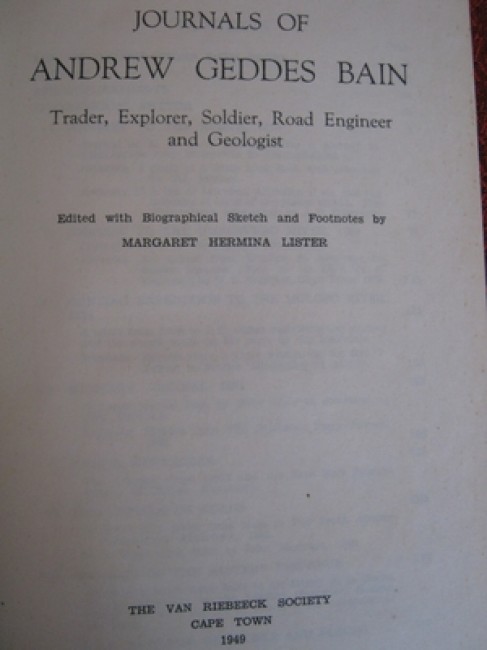 JOURNALS OF
ANDREW GEDDES BAIN
Trader, Explorer, Soldier, Road Engineer
and Geologist
Edited with Biographical Sketch and Footnotes by
MARGARET HERMINA LISTER
THE VAN RIEBEECK SOCIETY
CAPE TOWN
1949